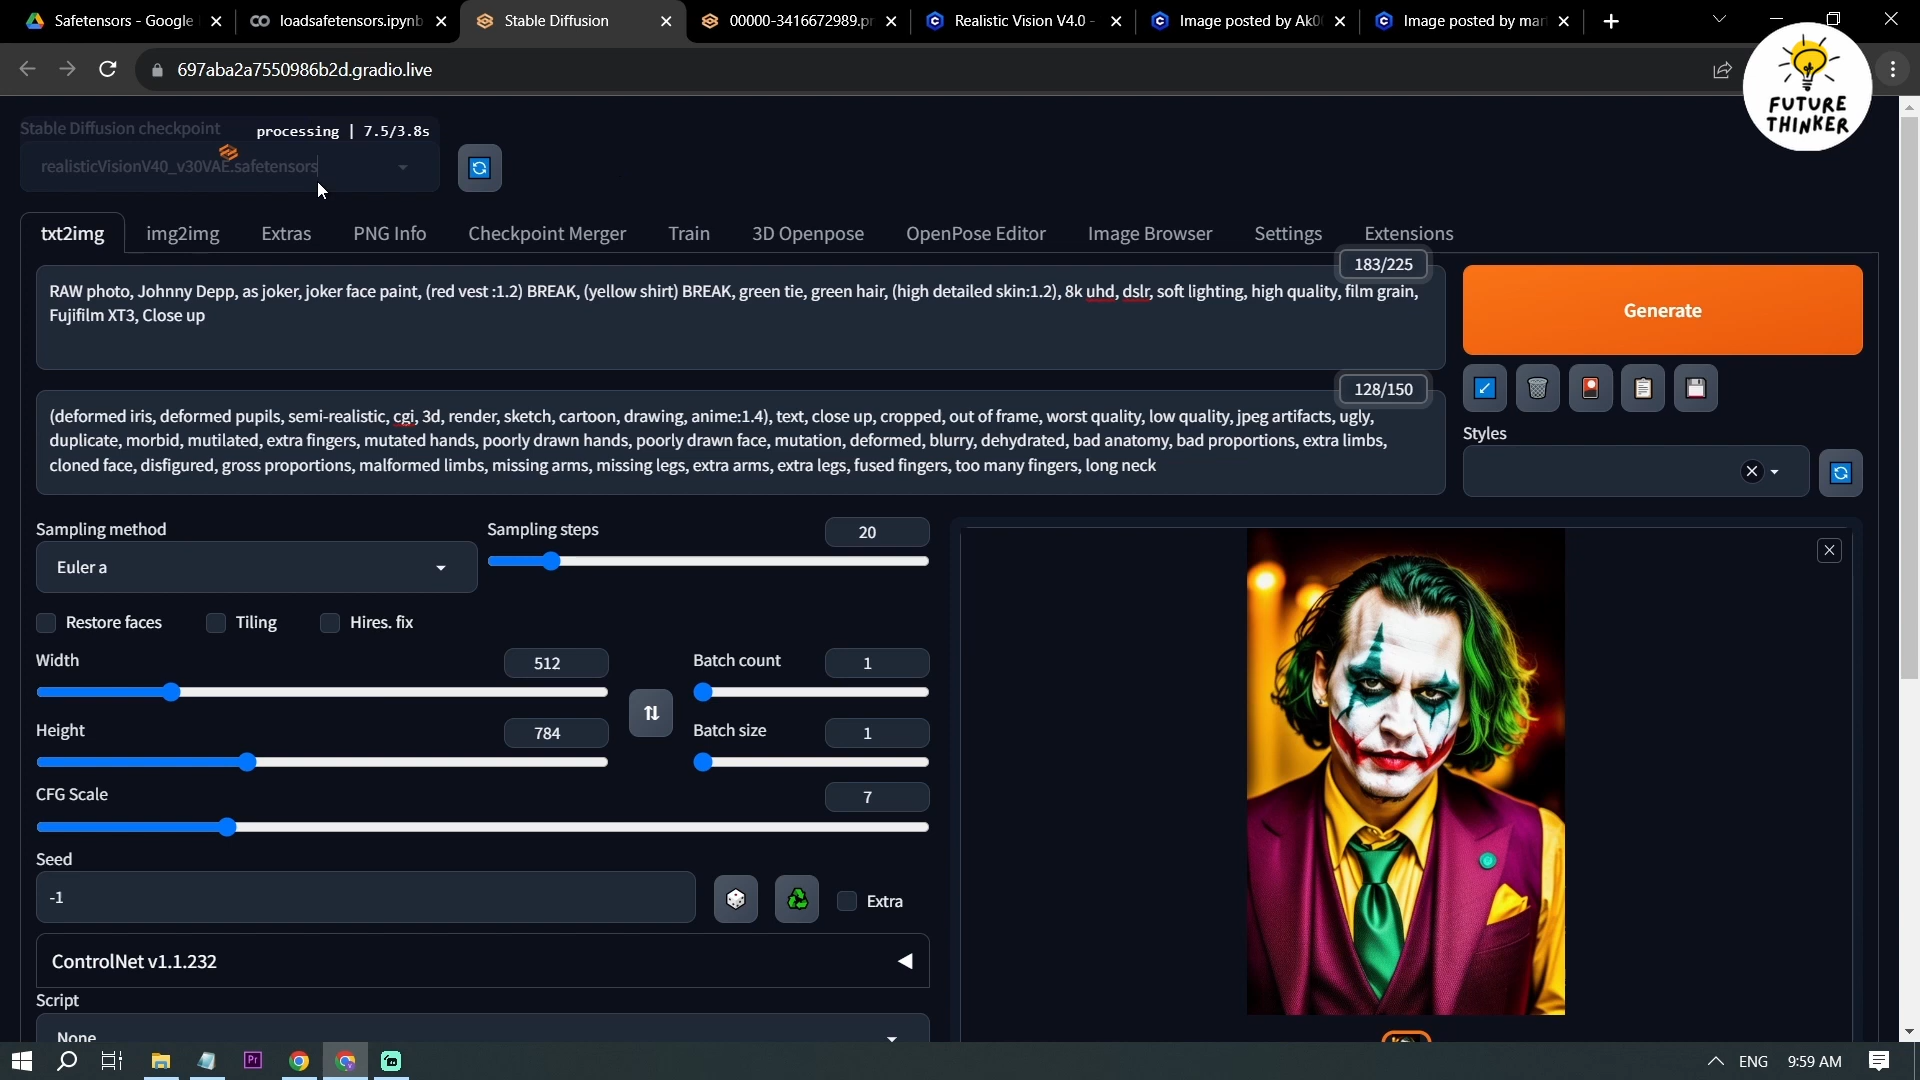 Safetensors - Google
loadsafetensors.ipynb
Stable Diffusion
00000-3416672989.pr
Realistic Vision V4.0 -
Image posted by Ak0
Image posted by mar
697aba2a7550986b2d.gradio.live
FUTURE
THINKER
Stable Diffusion checkpoint
processing | 7.5/3.8s
realisticVisionV40_v30VAE.safetensors
txt2img
img2img
Extras
PNG Info
Checkpoint Merger
Train
3D Openpose
OpenPose Editor
Image Browser
Settings
Extensions
183/225
RAW photo, Johnny Depp, as joker, joker face paint, (red vest :1.2) BREAK, (yellow shirt) BREAK, green tie, green hair, (high detailed skin:1.2), 8k uhd, dslr, soft lighting, high quality, film grain,
Fujifilm XT3, Close up
Generate
128/150
(deformed iris, deformed pupils, semi-realistic, cgi, 3d, render, sketch, cartoon, drawing, anime:1.4), text, close up, cropped, out of frame, worst quality, low quality, jpeg artifacts, ugly,
duplicate, morbid, mutilated, extra fingers, mutated hands, poorly drawn hands, poorly drawn face, mutation, deformed, blurry, dehydrated, bad anatomy, bad proportions, extra limbs,
cloned face, disfigured, gross proportions, malformed limbs, missing arms, missing legs, extra arms, extra legs, fused fingers, too many fingers, long neck
Styles
Sampling method
Euler a
Sampling steps
20
Restore faces
Tiling
Hires. fix
Width
512
Batch count
1
Height
784
Batch size
1
CFG Scale
7
Seed
-1
Extra
ControlNet v1.1.232
Script
None
Pr
ENG
9:59 AM